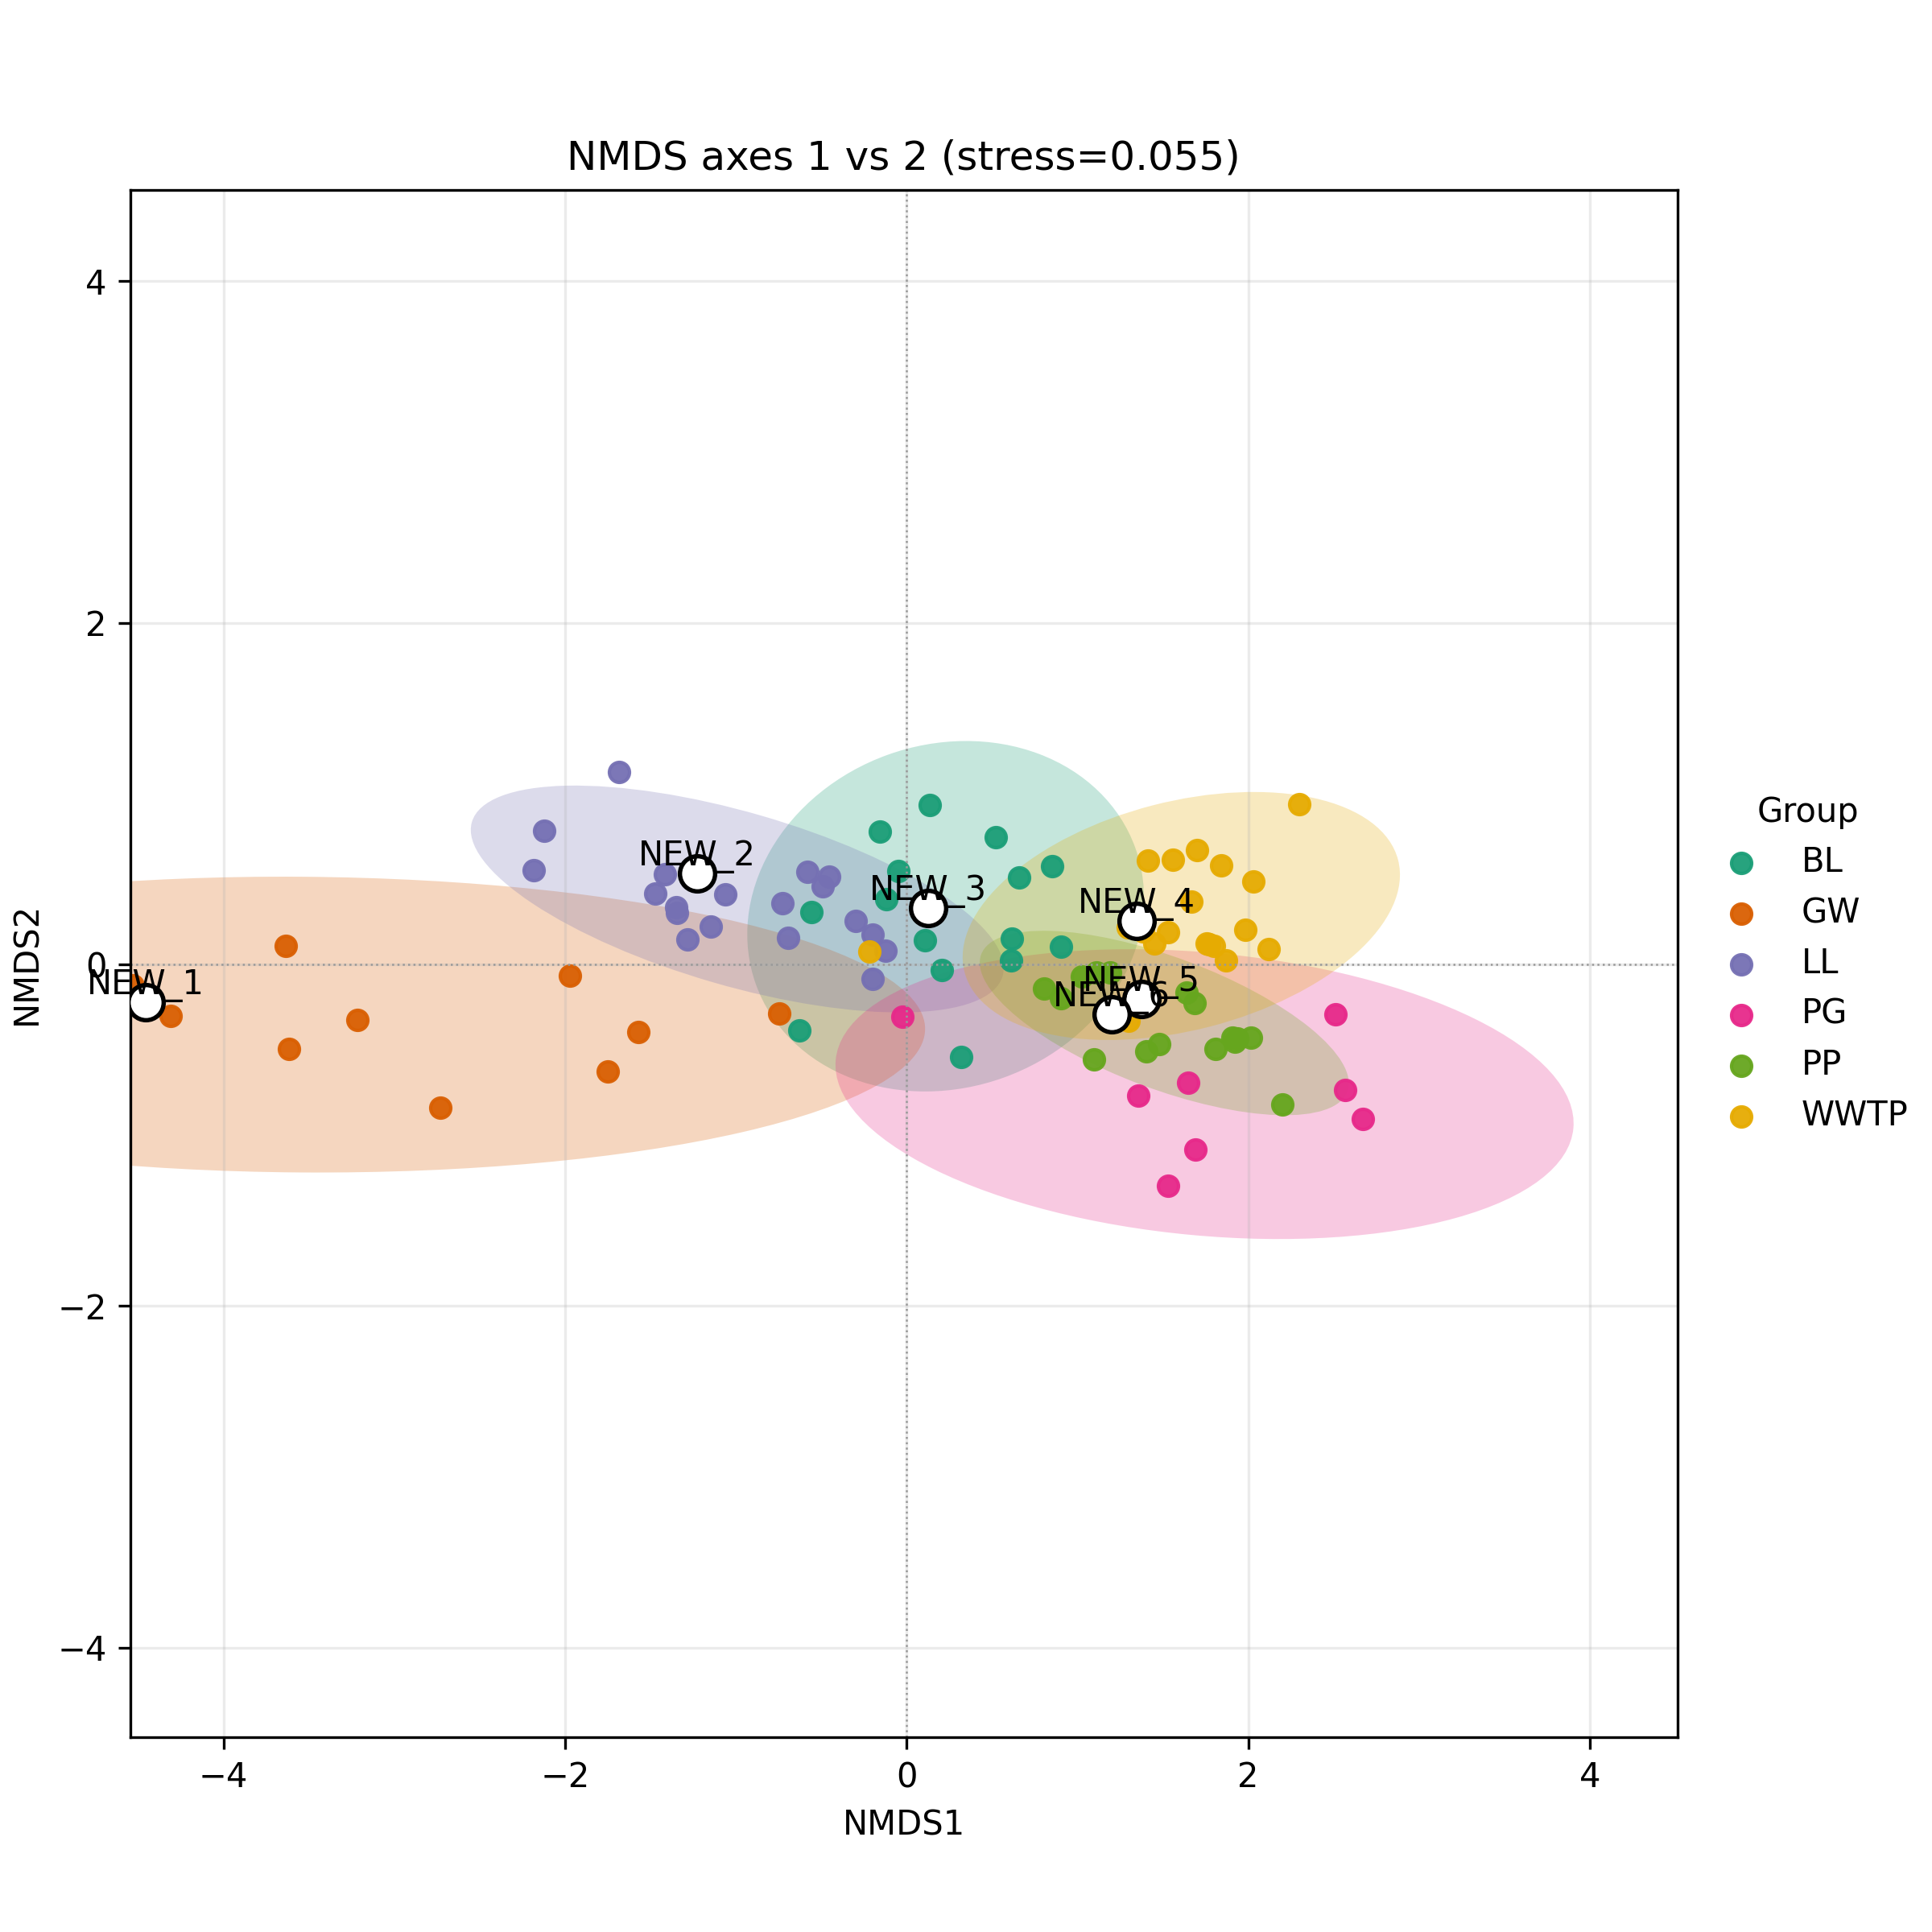 NMDS axes 1 vs 2 (stress=0.055)
4
2
0
−2
−4
NMDS2
NEW_1
NEW_2
NEW_3
NEW_4
NEW_5
NEW_6
−4
−2
0
2
4
NMDS1
Group
BL
GW
LL
PG
PP
WWTP